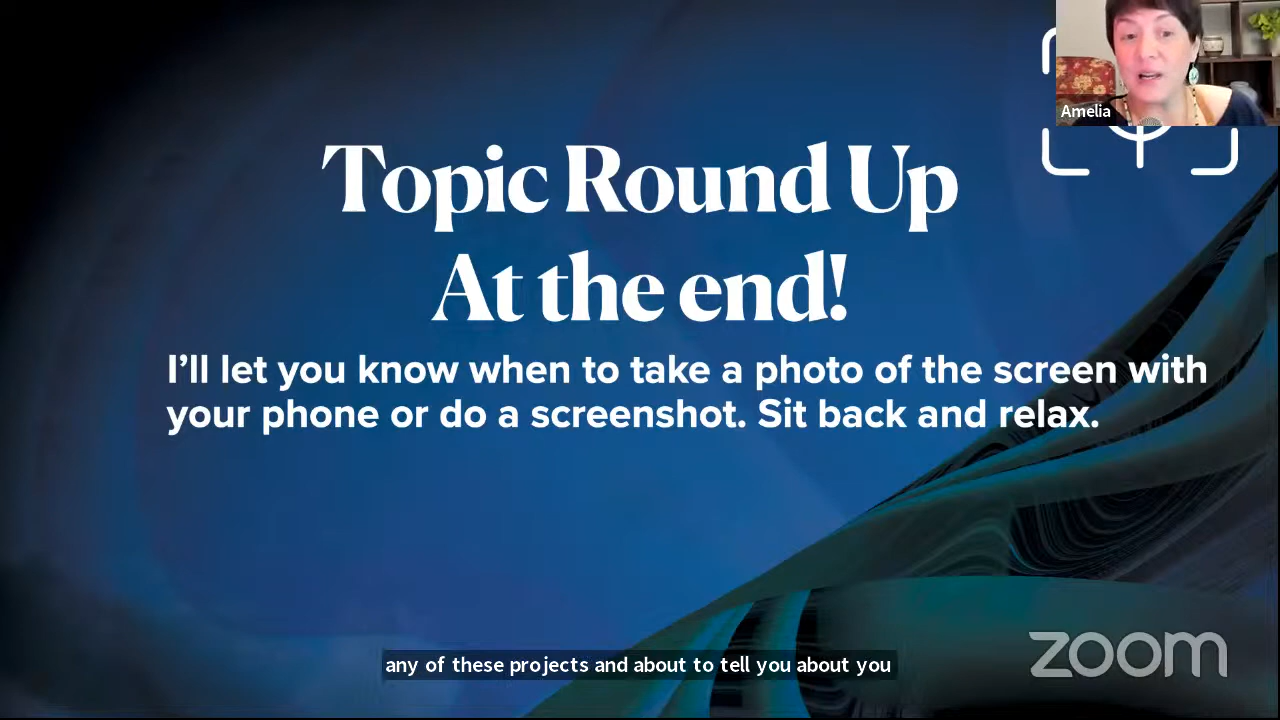 Amelia
Topic Round Up
At the end!
I'll let you know when to take a photo of the screen with
your phone or do a screenshot. Sit back and relax.
any of these projects and about to tell you about you
zoom